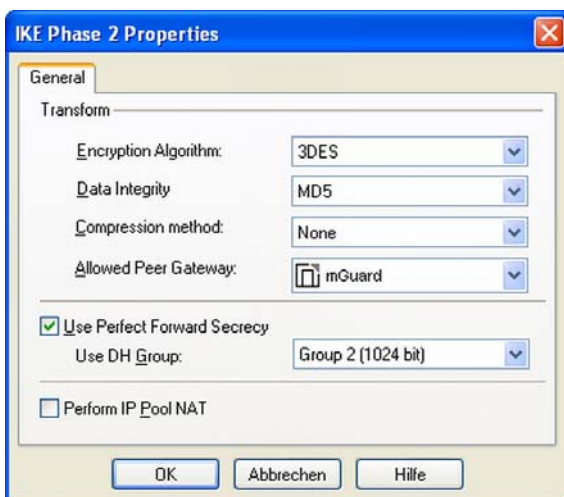 IKE Phase 2 Properties
General
Transform
Encryption Algorithm: 3DES
Data Integrity MD5
Compression method: None
Allowed Peer Gateway: mGuard
Use Perfect Forward Secrecy
Use DH Group: Group 2 (1024 bit)
Perform IP Pool NAT
OK Abbrechen Hilfe